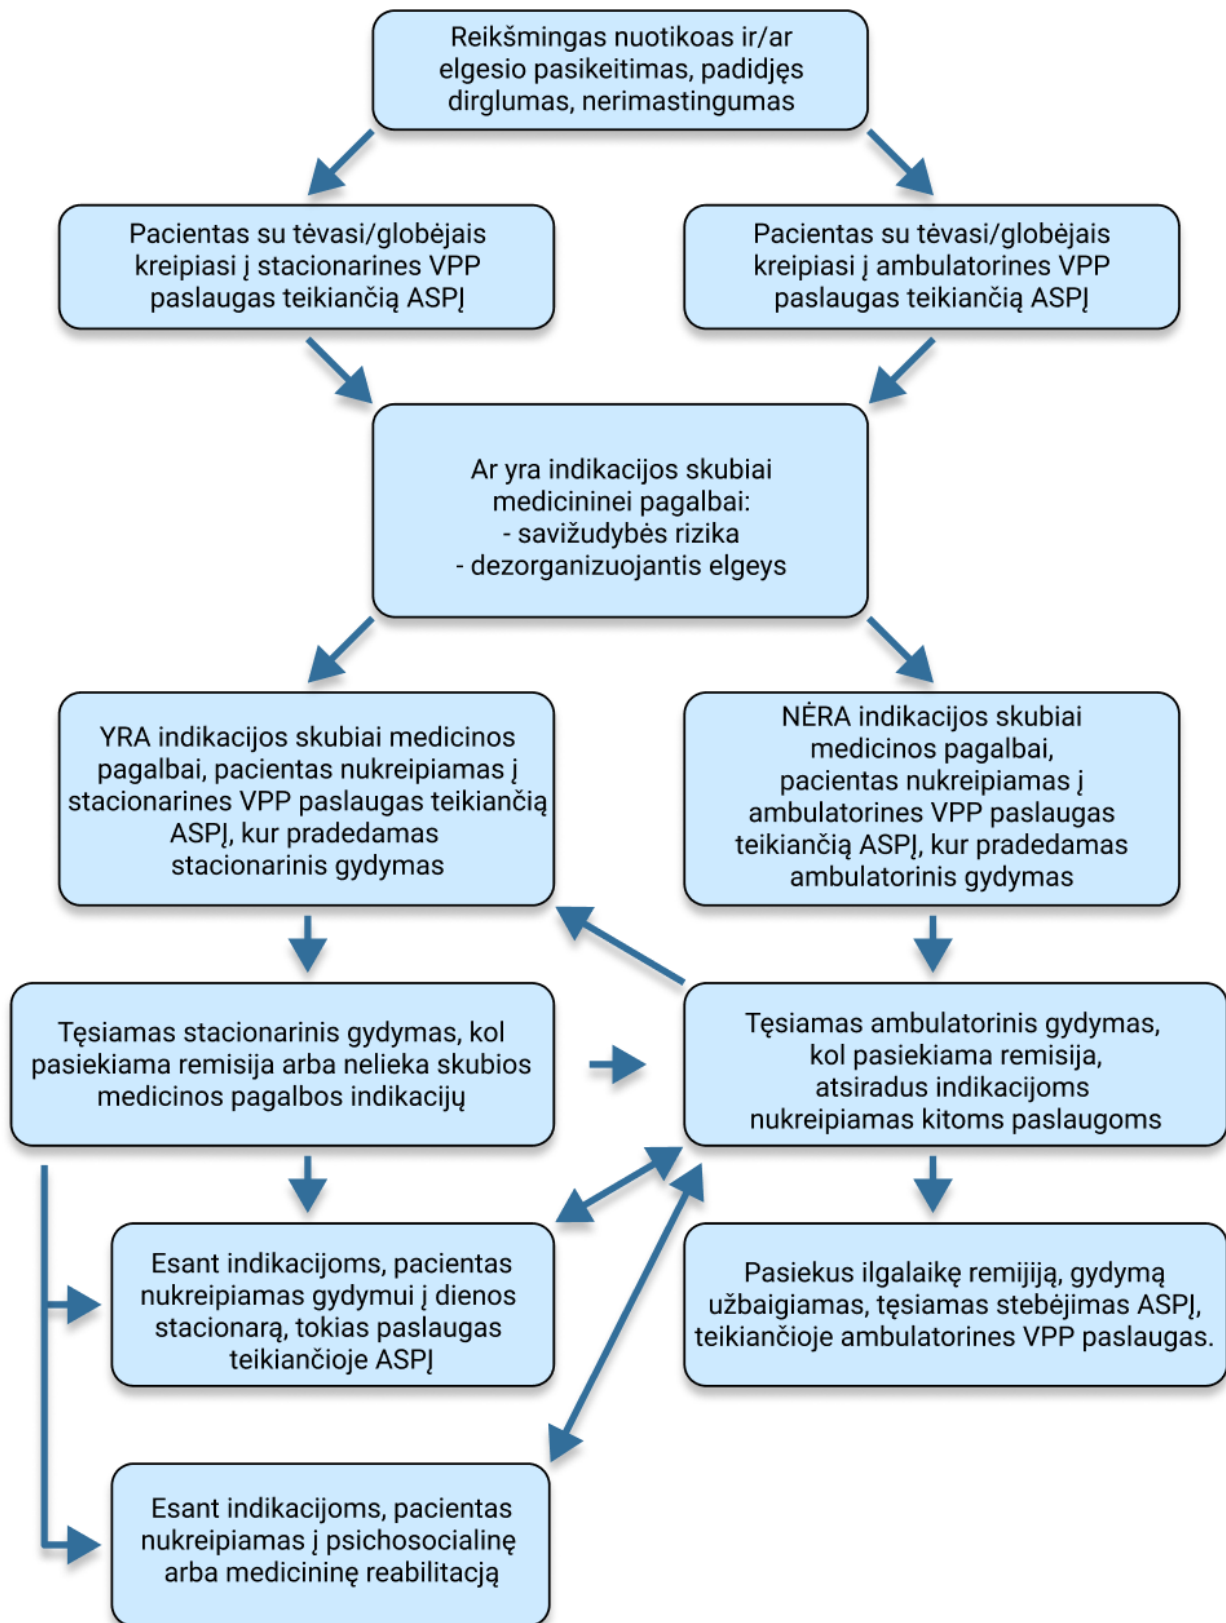 Reikšmingas nuotikoas ir/ar
elgesio pasikeitimas, padidjęs
dirglumas, nerimastingumas
Pacientas su tėvasi/globėjais
kreipiasi į stacionarines VPP
paslaugas teikiančią ASPĮ
Pacientas su tėvasi/globėjais
kreipiasi į ambulatorines VPP
paslaugas teikiančią ASPĮ
Ar yra indikacijos skubiai
medicininei pagalbai:
- savižudybės rizika
- dezorganizuojantis elgeys
YRA indikacijos skubiai medicinos
pagalbai, pacientas nukreipiamas į
stacionarines VPP paslaugas teikiančią
ASPĮ, kur pradedamas
stacionarinis gydymas
NĖRA indikacijos skubiai
medicinos pagalbai,
pacientas nukreipiamas į
ambulatorines VPP paslaugas
teikiančią ASPĮ, kur pradedamas
ambulatorinis gydymas
Tęsiamas stacionarinis gydymas, kol
pasiekiama remisija arba nelieka skubios
medicinos pagalbos indikacijų
Tęsiamas ambulatorinis gydymas,
kol pasiekiama remisija,
atsiradus indikacijoms
nukreipiamas kitoms paslaugoms
Esant indikacijoms, pacientas
nukreipiamas gydymui į dienos
stacionarą, tokias paslaugas
teikiančioje ASPĮ
Pasiekus ilgalaikę remijiją, gydymą
užbaigiamas, tęsiamas stebėjimas ASPĮ,
teikiančioje ambulatorines VPP paslaugas.
Esant indikacijoms, pacientas
nukreipiamas į psichosocialinę
arba medicininę reabilitacją